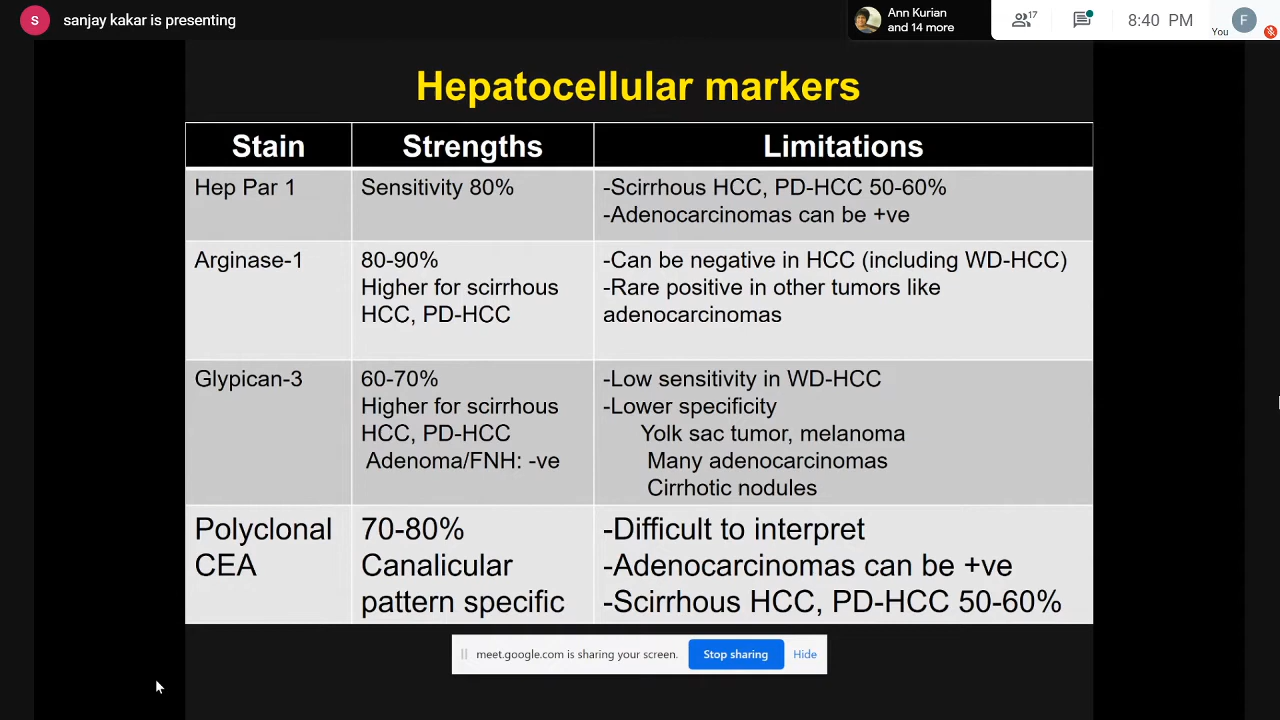 S
sanjay kakar is presenting
Ann Kurian
and 14 more
17
8:40 PM
You
F
Hepatocellular markers
Stain
Strengths
Limitations
Hep Par 1
Sensitivity 80%
-Scirrhous HCC, PD-HCC 50-60%
-Adenocarcinomas can be +ve
Arginase-1
80-90%
Higher for scirrhous
HCC, PD-HCC
-Can be negative in HCC (including WD-HCC)
-Rare positive in other tumors like
adenocarcinomas
Glypican-3
60-70%
Higher for scirrhous
HCC, PD-HCC
Adenoma/FNH: -ve
-Low sensitivity in WD-HCC
-Lower specificity
Yolk sac tumor, melanoma
Many adenocarcinomas
Cirrhotic nodules
Polyclonal
CEA
70-80%
Canalicular
pattern specific
-Difficult to interpret
-Adenocarcinomas can be +ve
-Scirrhous HCC, PD-HCC 50-60%
meet.google.com is sharing your screen.
Stop sharing
Hide